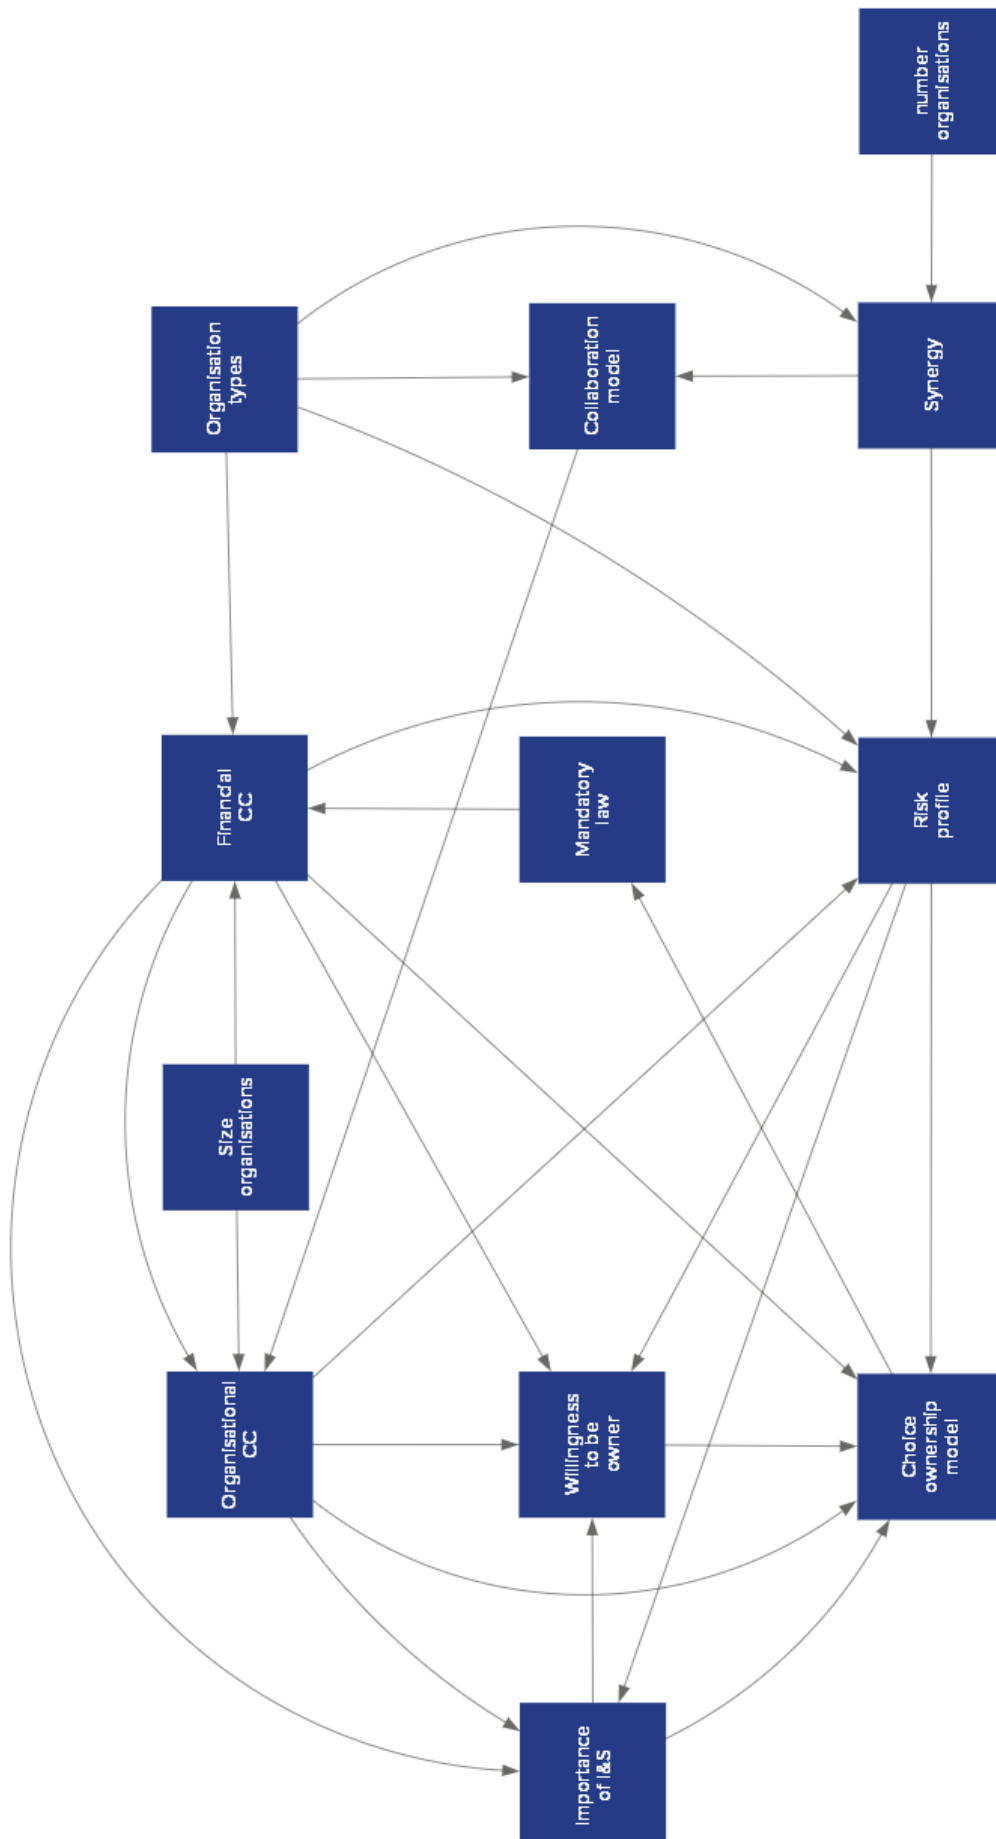 Organisational
CC
Size
organisations
Financial
CC
Organisation
types
Importance
of I&S
Willingness
to be
owner
Mandatory
law
Collaboration
model
Choice
ownership
model
Risk
profile
Synergy
number
organisations